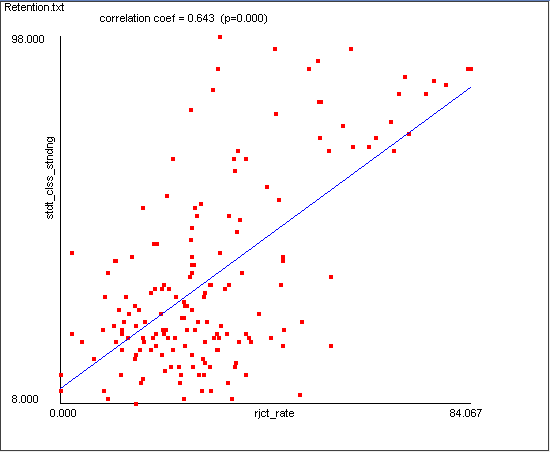 Retention.txt
correlation coef = 0.643 (p=0.000)
98.000
stdt_clss_stndng
8.000
0.000
rjct_rate
84.067